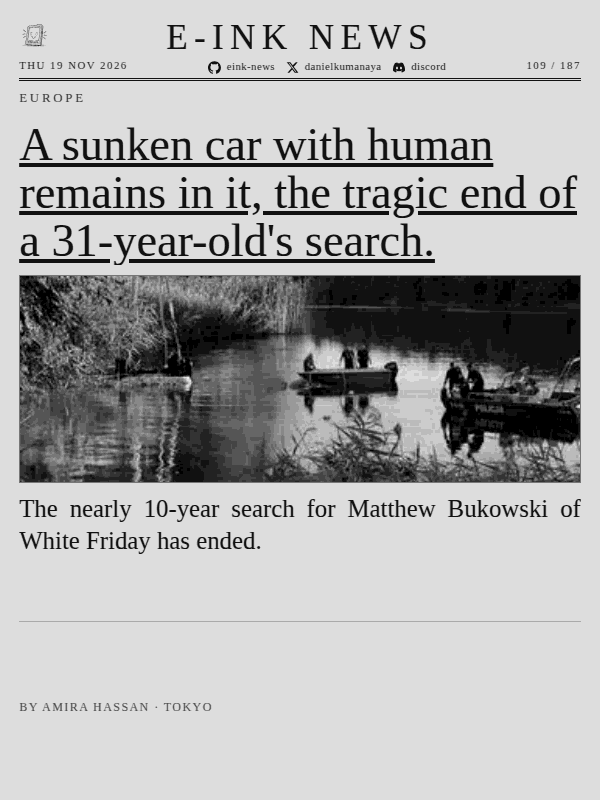 E-INK NEWS
THU 19 NOV 2026
eink-news danielkumanaya discord
109 / 187
EUROPE
A sunken car with human
remains in it, the tragic end of
a 31-year-old's search.
POLICJA
The nearly 10-year search for Matthew Bukowski of
White Friday has ended.
BY AMIRA HASSAN · TOKYO